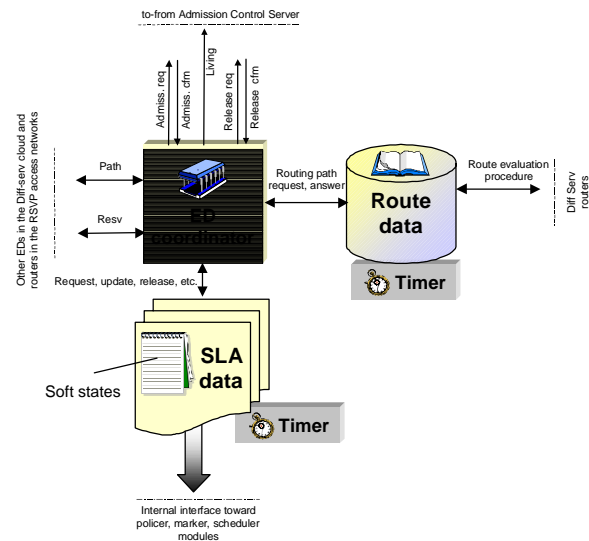 to-from Admission Control Server
Admiss. req
Admiss. cfm
Living
Release req
Release cfm
Other EDs in the Diff-serv cloud and
routers in the RSVP access networks
Path
Resv
ED
coordinator
Routing path
request, answer
Route
data
Route evaluation
procedure
Diff Serv
routers
Timer
Request, update, release, etc.
SLA
data
Soft states
Timer
Internal interface toward
policer, marker, scheduler
modules